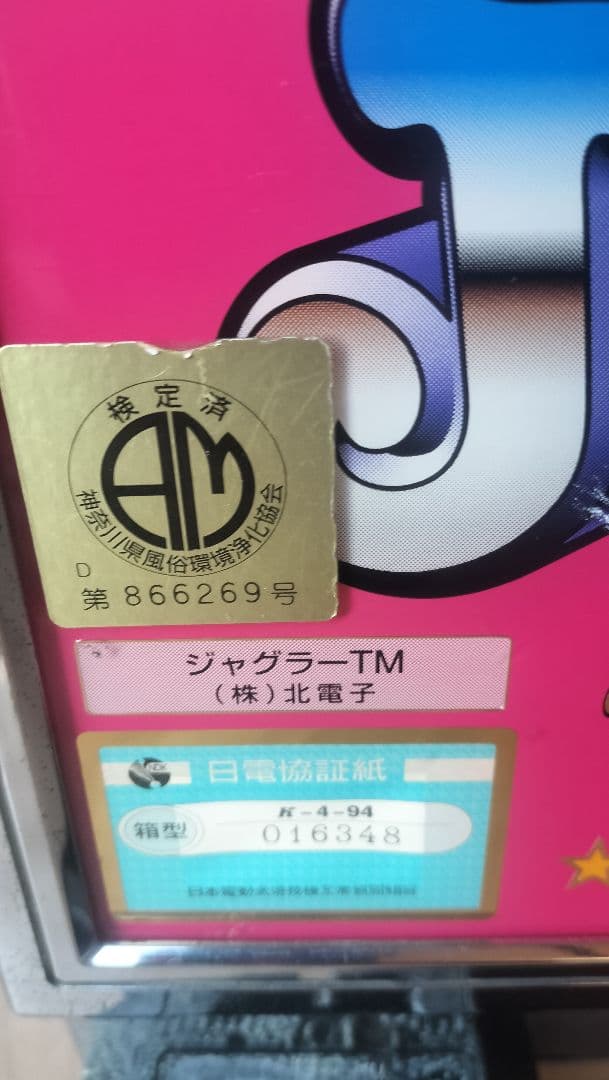 検定済
AM
神奈川県風俗環境浄化協会
D
第 866269 号
ジャグラーTM
(株)北電子
日電協証紙
箱型
K-4-94
016348